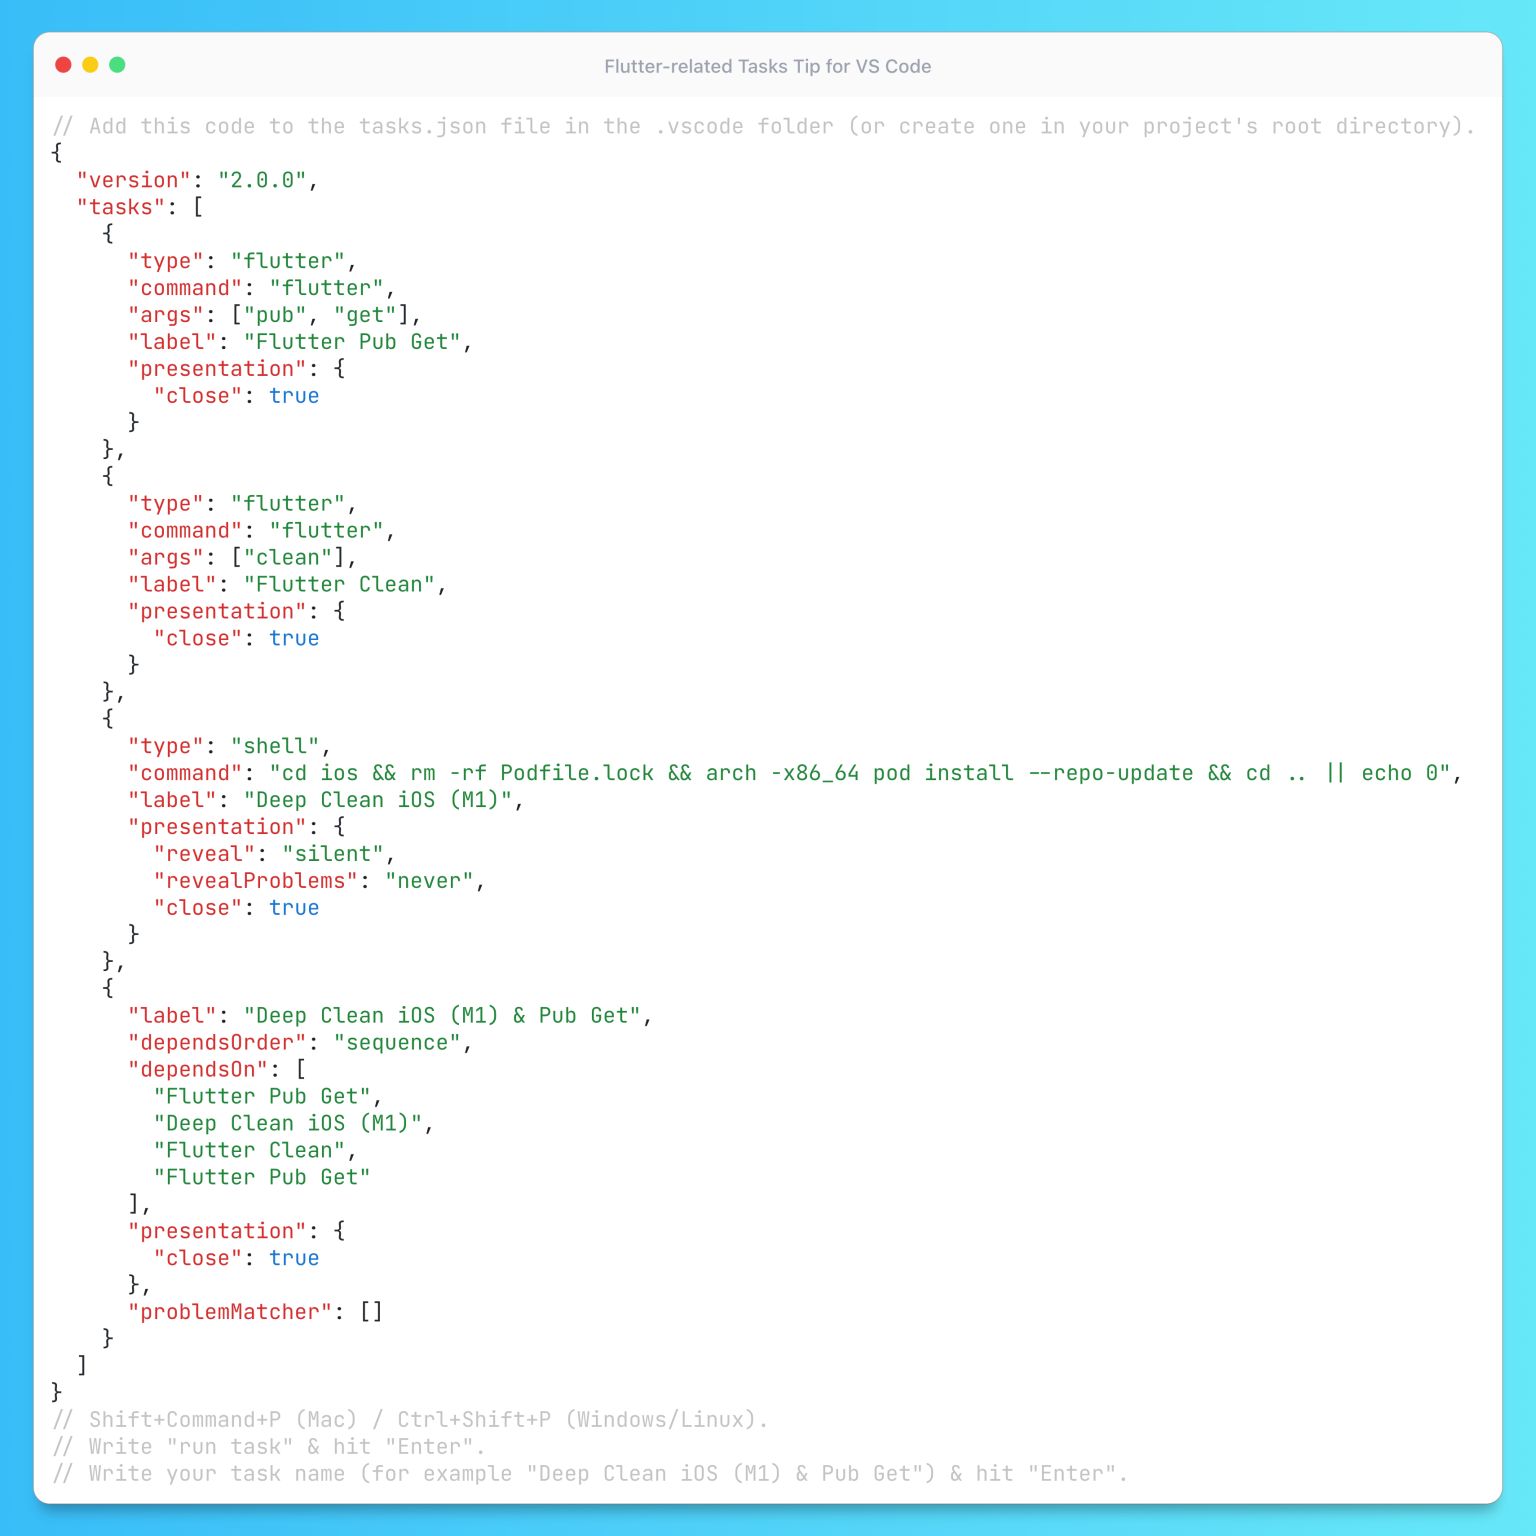 Flutter-related Tasks Tip for VS Code
// Add this code to the tasks.json file in the .vscode folder (or create one in your project's root directory).
{
  "version": "2.0.0",
  "tasks": [
    {
      "type": "flutter",
      "command": "flutter",
      "args": ["pub", "get"],
      "label": "Flutter Pub Get",
      "presentation": {
        "close": true
      }
    },
    {
      "type": "flutter",
      "command": "flutter",
      "args": ["clean"],
      "label": "Flutter Clean",
      "presentation": {
        "close": true
      }
    },
    {
      "type": "shell",
      "command": "cd ios && rm -rf Podfile.lock && arch -x86_64 pod install --repo-update && cd .. || echo 0",
      "label": "Deep Clean iOS (M1)",
      "presentation": {
        "reveal": "silent",
        "revealProblems": "never",
        "close": true
      }
    },
    {
      "label": "Deep Clean iOS (M1) & Pub Get",
      "dependsOrder": "sequence",
      "dependsOn": [
        "Flutter Pub Get",
        "Deep Clean iOS (M1)",
        "Flutter Clean",
        "Flutter Pub Get"
      ],
      "presentation": {
        "close": true
      },
      "problemMatcher": []
    }
  ]
}
// Shift+Command+P (Mac) / Ctrl+Shift+P (Windows/Linux).
// Write "run task" & hit "Enter".
// Write your task name (for example "Deep Clean iOS (M1) & Pub Get") & hit "Enter".